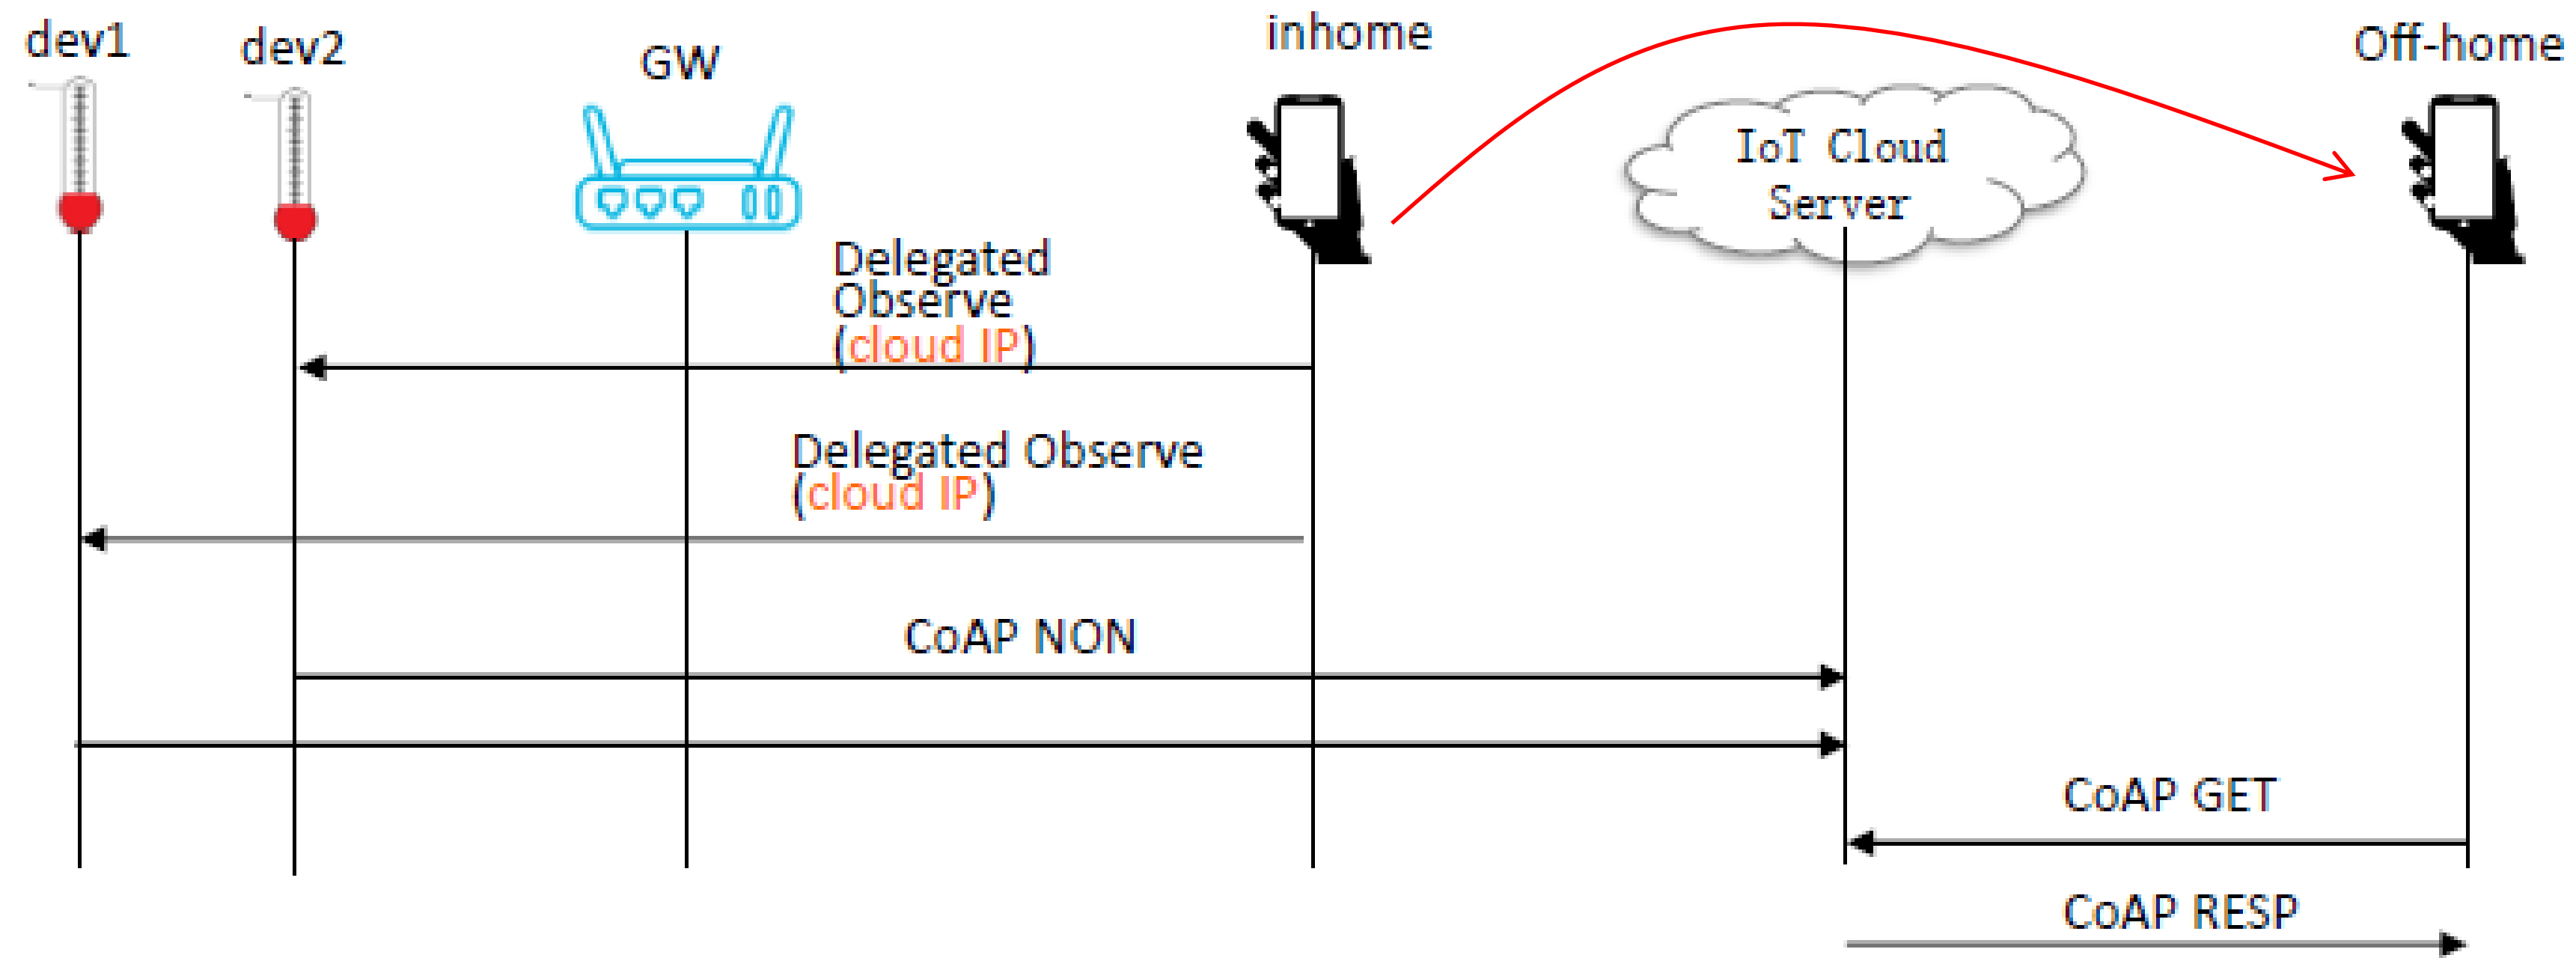 dev1
dev2
GW
inhome
Off-home
IoT Cloud
Server
Delegated
Observe
(cloud IP)
Delegated Observe
(cloud IP)
CoAP NON
CoAP GET
CoAP RESP